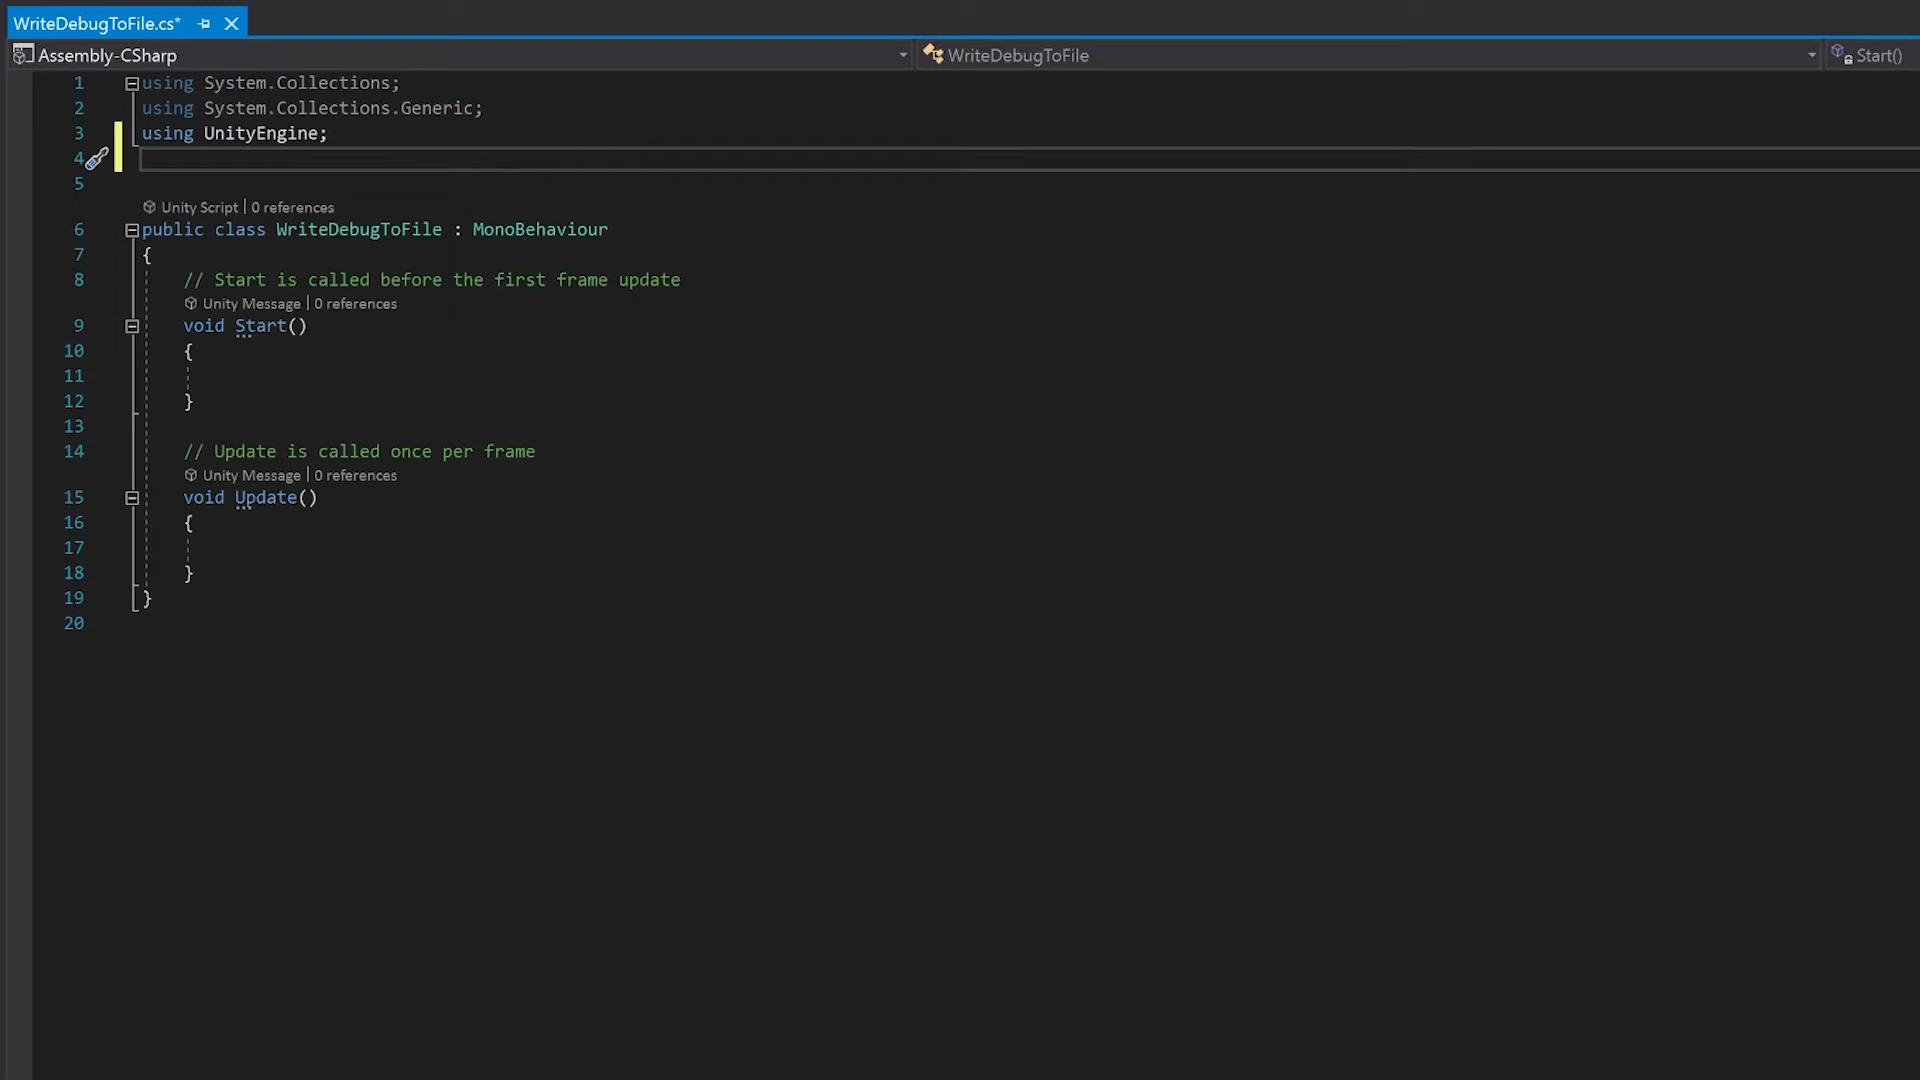 WriteDebugToFile.cs*
Assembly-CSharp WriteDebugToFile Start()
1 using System.Collections;
2 using System.Collections.Generic;
3 using UnityEngine;
4
5
Unity Script | 0 references
6 public class WriteDebugToFile : MonoBehaviour
7 {
8 // Start is called before the first frame update
Unity Message | 0 references
9 void Start()
10 {
11
12 }
13
14 // Update is called once per frame
Unity Message | 0 references
15 void Update()
16 {
17
18 }
19 }
20